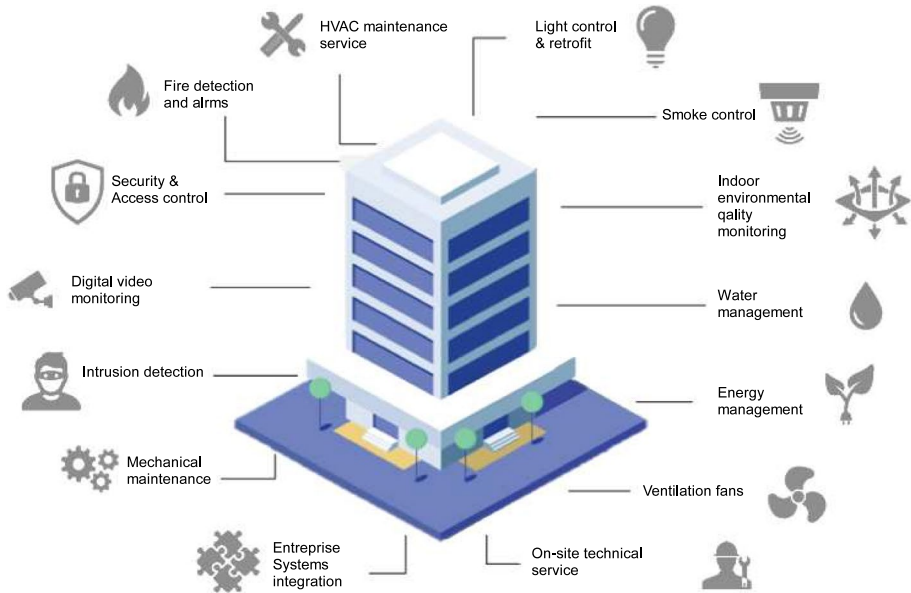 HVAC maintenance
service
Light control
& retrofit
Fire detection
and alrms
Smoke control
Security &
Access control
Indoor
environmental
qality
monitoring
Digital video
monitoring
Water
management
Intrusion detection
Energy
management
Mechanical
maintenance
Ventilation fans
Entreprise
Systems
integration
On-site technical
service